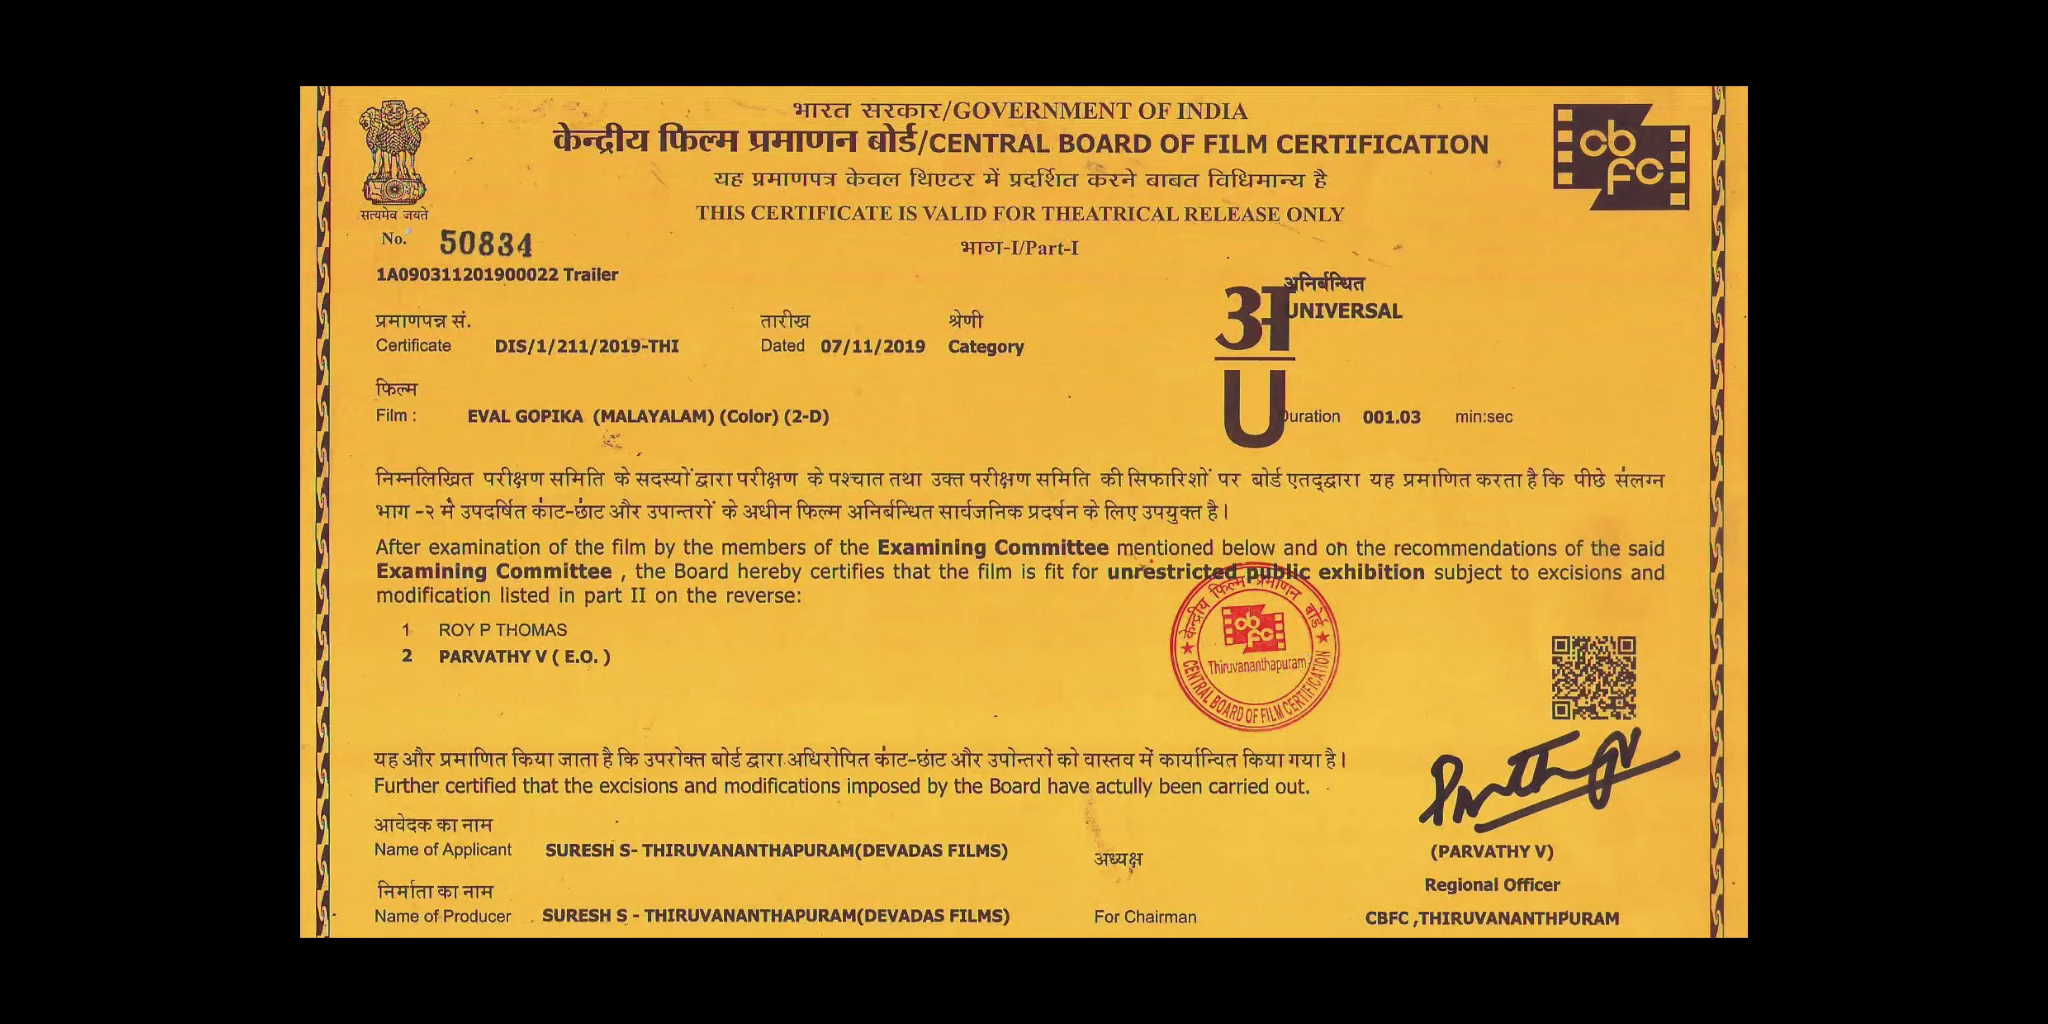 भारत सरकार/GOVERNMENT OF INDIA
केन्द्रीय फिल्म प्रमाणन बोर्ड/CENTRAL BOARD OF FILM CERTIFICATION
यह प्रमाणपत्र केवल थिएटर में प्रदर्शित करने बाबत विधिमान्य है
सत्यमेव जयते
THIS CERTIFICATE IS VALID FOR THEATRICAL RELEASE ONLY
cb
fc
No. 50834
भाग-I/Part-I
1A090311201900022 Trailer
अ
U
अनिर्बन्धित
UNIVERSAL
प्रमाणपन्न सं. तारीख श्रेणी
Certificate DIS/1/211/2019-THI Dated 07/11/2019 Category
फिल्म
Film : EVAL GOPIKA (MALAYALAM) (Color) (2-D) Duration 001.03 min:sec
निम्नलिखित परीक्षण समिति के सदस्यों द्वारा परीक्षण के पश्चात तथा उक्त परीक्षण समिति की सिफारिशों पर बोर्ड एतद्द्वारा यह प्रमाणित करता है कि पीछे संलग्न
भाग -२ में उपदर्षित कांट-छांट और उपान्तरों के अधीन फिल्म अनिर्बन्धित सार्वजनिक प्रदर्षन के लिए उपयुक्त है।
After examination of the film by the members of the Examining Committee mentioned below and on the recommendations of the said
Examining Committee , the Board hereby certifies that the film is fit for unrestricted public exhibition subject to excisions and
modification listed in part II on the reverse:
1 ROY P THOMAS
2 PARVATHY V ( E.O. )
केन्द्रीय फिल्म प्रमाणन बोर्ड
cb
fc
Thiruvananthapuram
CENTRAL BOARD OF FILM CERTIFICATION
यह और प्रमाणित किया जाता है कि उपरोक्त बोर्ड द्वारा अधिरोपित कांट-छांट और उपोन्तरों को वास्तव में कार्यान्वित किया गया है।
Further certified that the excisions and modifications imposed by the Board have actully been carried out.
आवेदक का नाम
Name of Applicant SURESH S- THIRUVANANTHAPURAM(DEVADAS FILMS)
अध्यक्ष
(PARVATHY V)
Regional Officer
निर्माता का नाम
Name of Producer SURESH S - THIRUVANANTHAPURAM(DEVADAS FILMS) For Chairman CBFC ,THIRUVANANTHPURAM